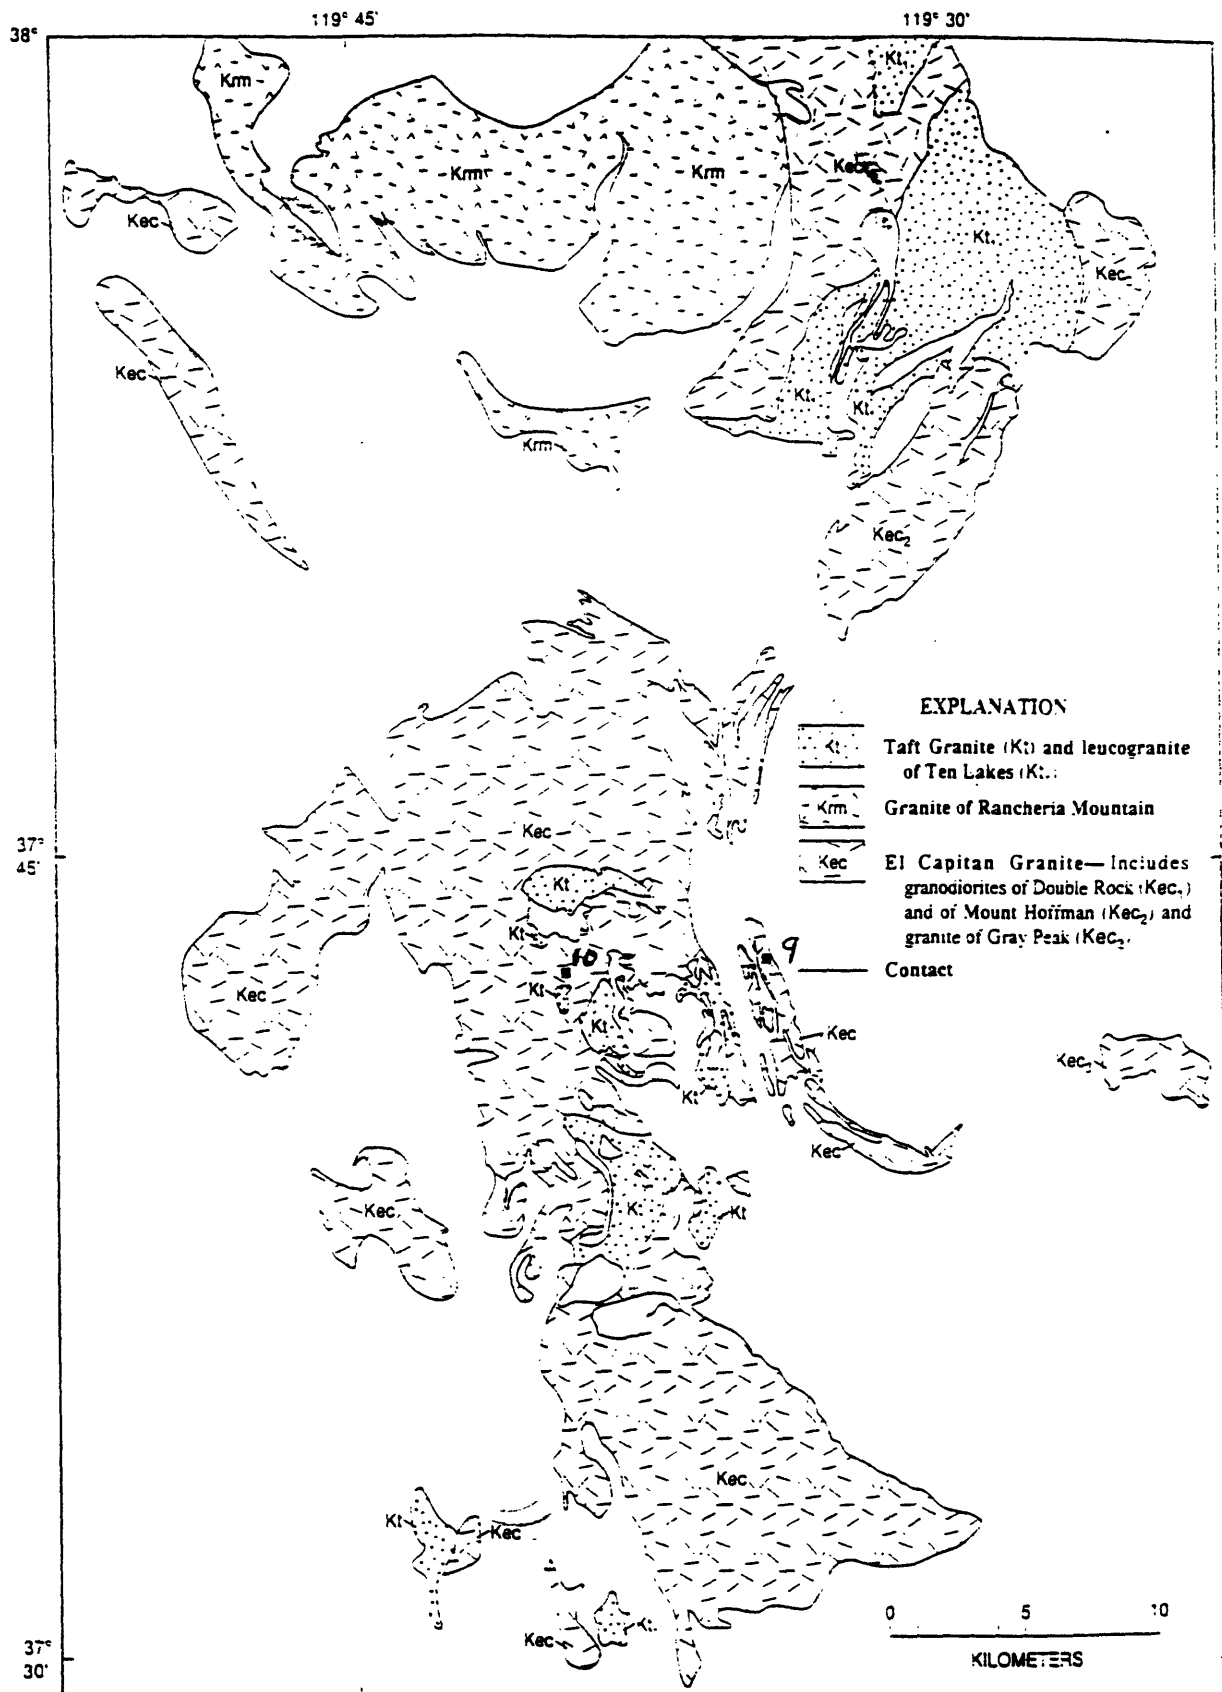 119° 45'
119° 30'
38°
Krm
Kt
Krm
Krm
Kec
Kec
Kt.
Kec
Kec
Kt.
Kt.
Krm
Kec₂
EXPLANATION
Kt
Taft Granite (Kt) and leucogranite
of Ten Lakes (Kt.)
Krm
Granite of Rancheria Mountain
Kec
El Capitan Granite— Includes
granodiorites of Double Rock (Kec,)
and of Mount Hoffman (Kec₂) and
granite of Gray Peak (Kec
Contact
37°
45'
Kec
Kt
Kt
10
9
Kt
Kec
Kt
Kec
Kec
Kt
Kec
Kec
Kt
Kt
Kec
Kt
Kec
Kec
Kt
0 5 10
KILOMETERS
37°
30'